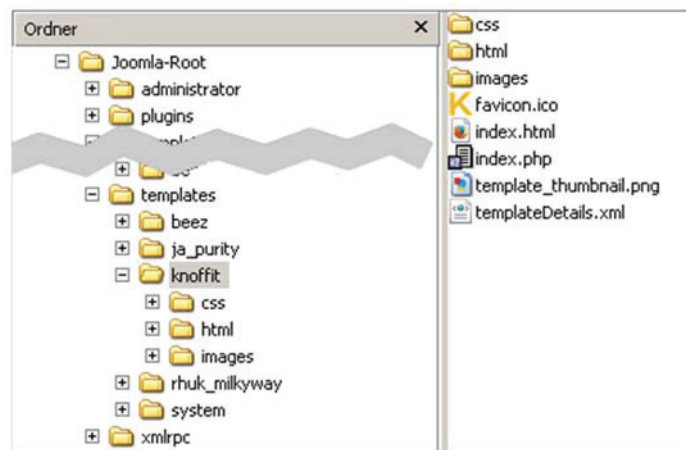 Ordner
Joomla-Root
administrator
plugins
templates
beez
ja_purity
knoffit
css
html
images
rhuk_milkyway
system
xmlrpc
css
html
images
favicon.ico
index.html
index.php
template_thumbnail.png
templateDetails.xml